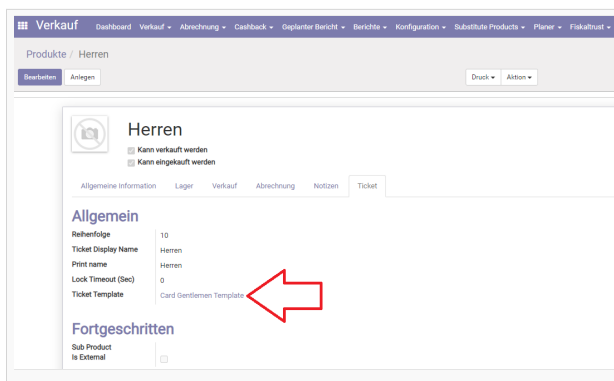 Verkauf Dashboard Verkauf Abrechnung Cashback Geplanter Bericht Berichte Konfiguration Substitute Products Planer Fiskaltrust
Produkte / Herren
Bearbeiten Anlegen Druck Aktion
Herren
Kann verkauft werden
Kann eingekauft werden
Allgemeine Information Lager Verkauf Abrechnung Notizen Ticket
Allgemein
Reihenfolge 10
Ticket Display Name Herren
Print name Herren
Lock Timeout (Sec) 0
Ticket Template Card Gentlemen Template
Fortgeschritten
Sub Product
Is External